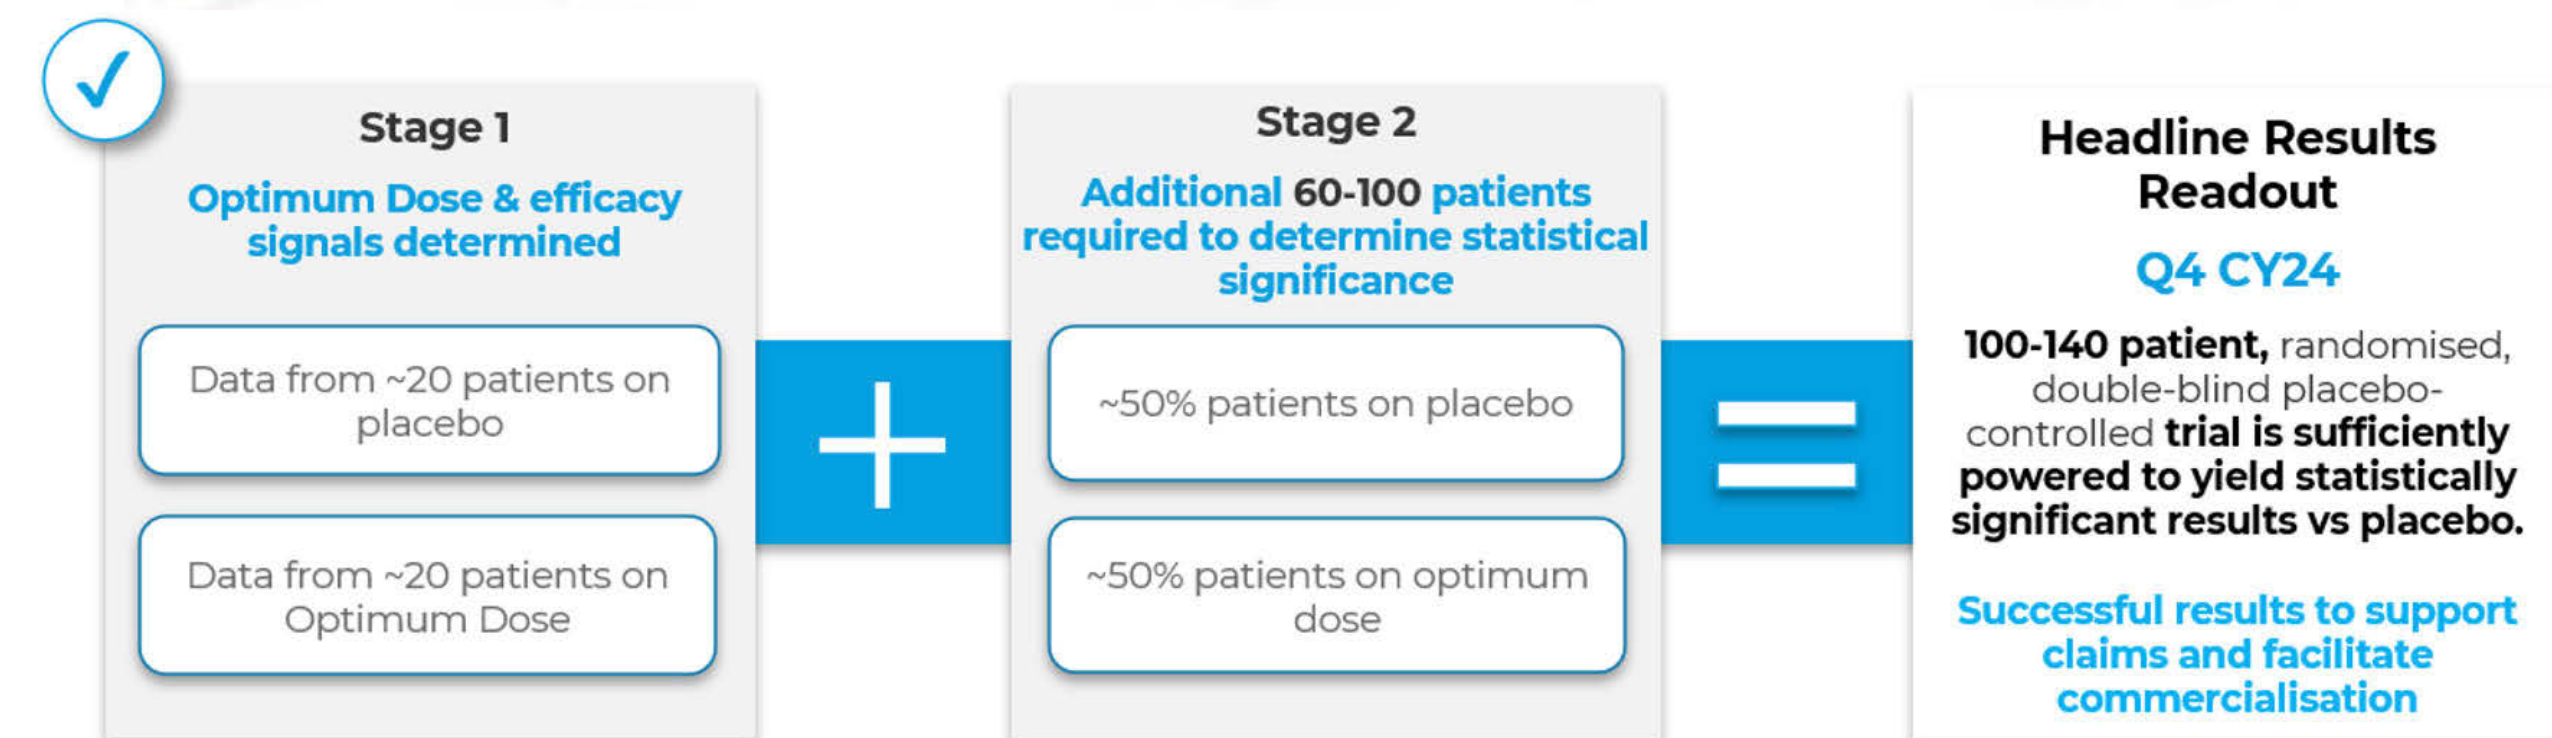 Stage 1
Optimum Dose & efficacy
signals determined
Data from ~20 patients on
placebo
Data from ~20 patients on
Optimum Dose
+
Stage 2
Additional 60-100 patients
required to determine statistical
significance
~50% patients on placebo
~50% patients on optimum
dose
=
Headline Results
Readout
Q4 CY24
100-140 patient, randomised,
double-blind placebo-
controlled trial is sufficiently
powered to yield statistically
significant results vs placebo.
Successful results to support
claims and facilitate
commercialisation